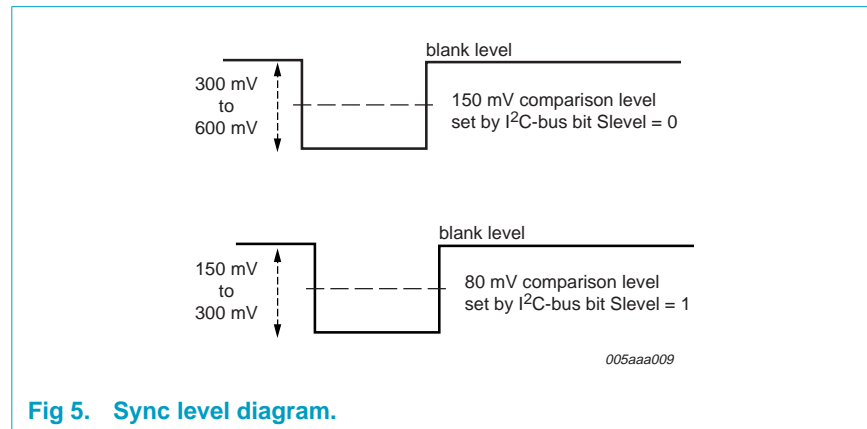 blank level
300 mV
to
600 mV
150 mV comparison level
set by I2C-bus bit Slevel = 0
blank level
150 mV
to
300 mV
80 mV comparison level
set by I2C-bus bit Slevel = 1
005aaa009
Fig 5. Sync level diagram.